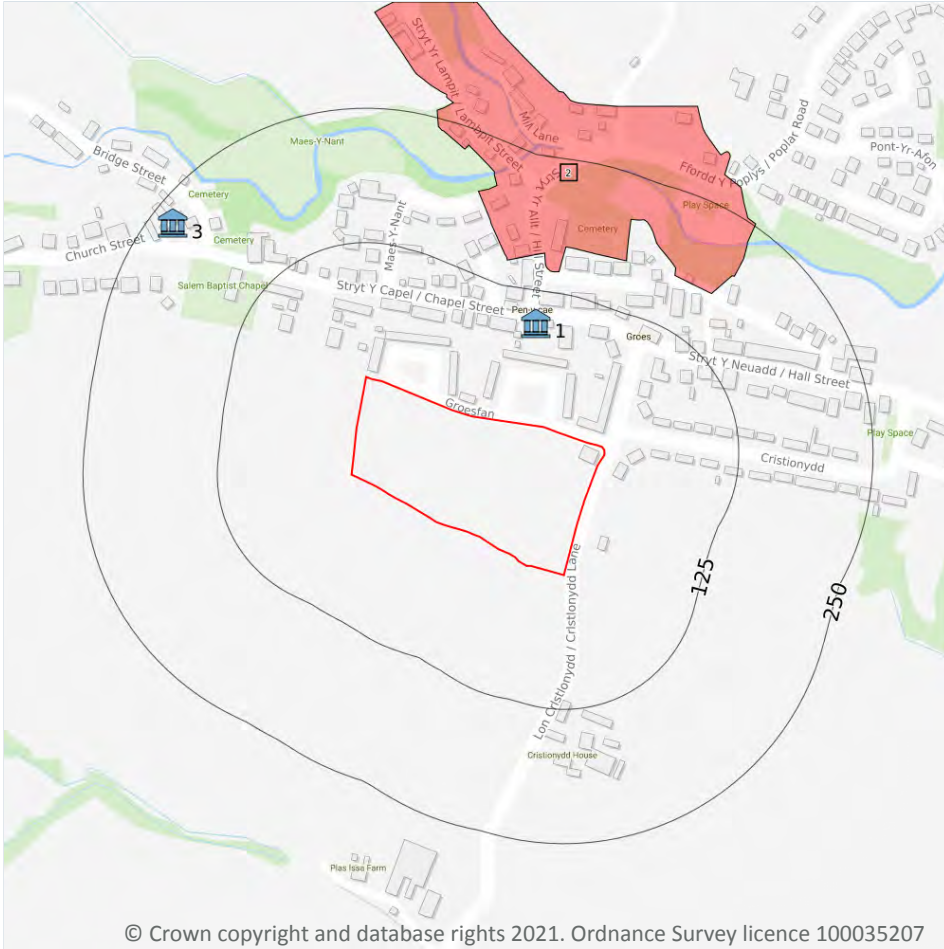 Stryt Yr Lampit / Lambpit Street
Mill Lane
Maes-Y-Nant
Ffordd Y Poplys / Poplar Road
Pont-Yr-Afon
Bridge Street
2
Cemetery
Play Space
Stryt Yr Allt / Hill Street
3
Cemetery
Cemetery
Church Street
Maes-Y-Nant
Salem Baptist Chapel
Stryt Y Capel / Chapel Street
1
Groes
Stryt Y Neuadd / Hall Street
Groesfan
Play Space
Cristionydd
125
250
Lon Cristionydd / Cristionydd Lane
Cristionydd House
Plas Issa Farm
© Crown copyright and database rights 2021. Ordnance Survey licence 100035207